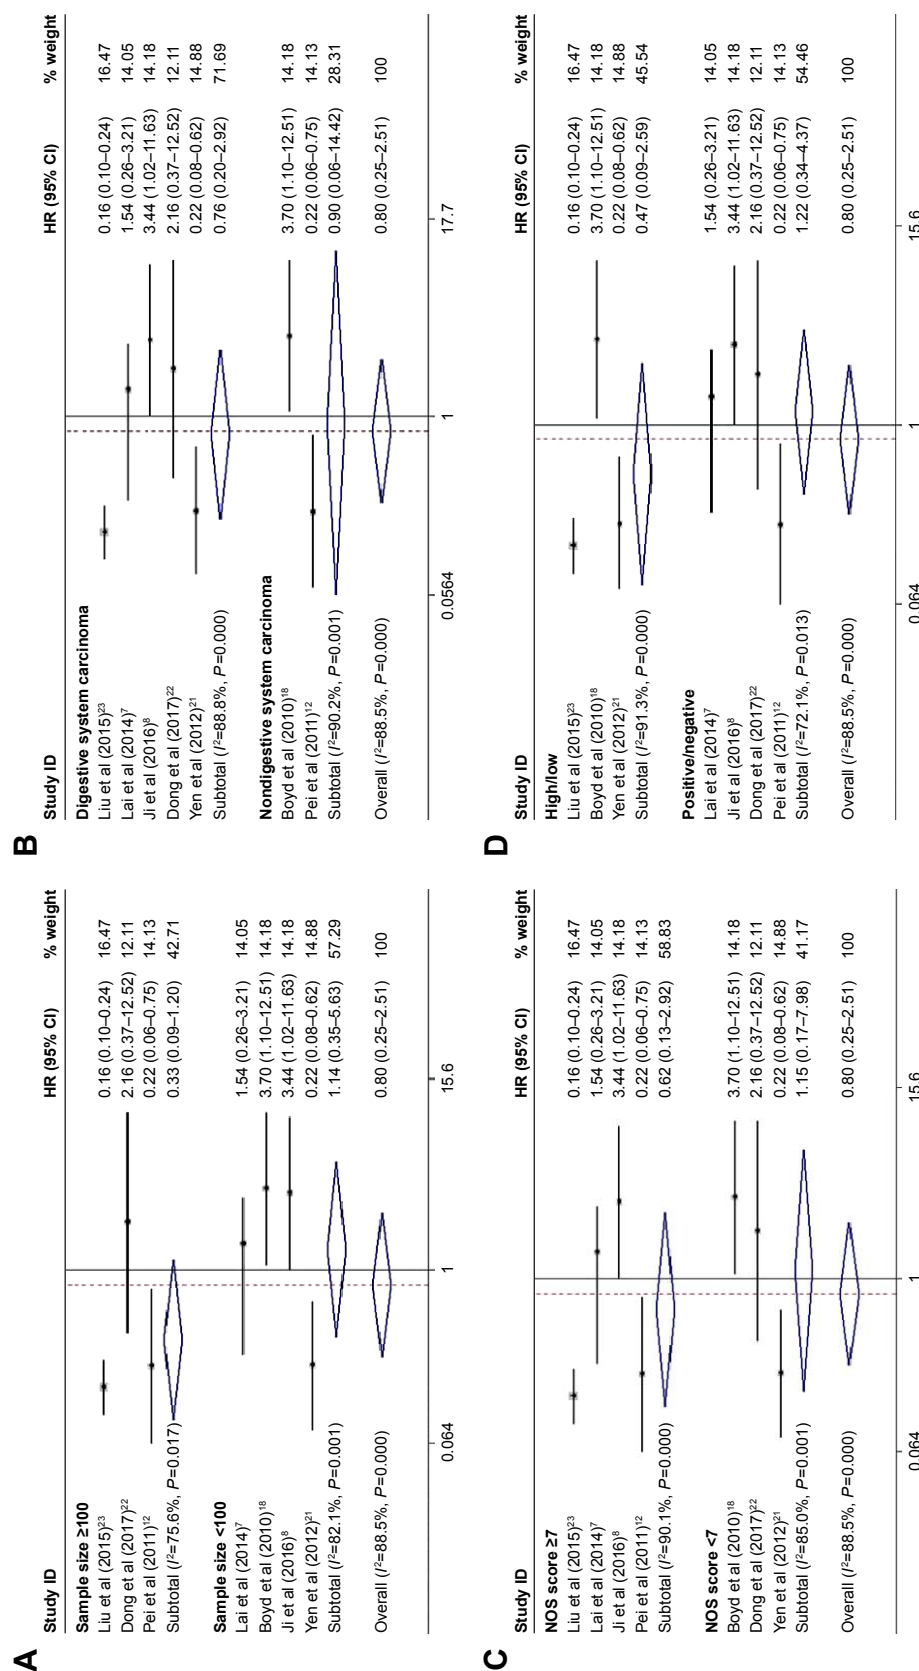 A
Study ID HR (95% CI) % weight
Sample size ≥100
Liu et al (2015)23 0.16 (0.10–0.24) 16.47
Dong et al (2017)22 2.16 (0.37–12.52) 12.11
Pei et al (2011)12 0.22 (0.06–0.75) 14.13
Subtotal (I2=75.6%, P=0.017) 0.33 (0.09–1.20) 42.71
Sample size <100
Lai et al (2014)7 1.54 (0.26–3.21) 14.05
Boyd et al (2010)18 3.70 (1.10–12.51) 14.18
Ji et al (2016)8 3.44 (1.02–11.63) 14.18
Yen et al (2012)21 0.22 (0.08–0.62) 14.88
Subtotal (I2=82.1%, P=0.001) 1.14 (0.35–5.63) 57.29
Overall (I2=88.5%, P=0.000) 0.80 (0.25–2.51) 100
0.064 1 15.6
B
Study ID HR (95% CI) % weight
Digestive system carcinoma
Liu et al (2015)23 0.16 (0.10–0.24) 16.47
Lai et al (2014)7 1.54 (0.26–3.21) 14.05
Ji et al (2016)8 3.44 (1.02–11.63) 14.18
Dong et al (2017)22 2.16 (0.37–12.52) 12.11
Yen et al (2012)21 0.22 (0.08–0.62) 14.88
Subtotal (I2=88.8%, P=0.000) 0.76 (0.20–2.92) 71.69
Nondigestive system carcinoma
Boyd et al (2010)18 3.70 (1.10–12.51) 14.18
Pei et al (2011)12 0.22 (0.06–0.75) 14.13
Subtotal (I2=90.2%, P=0.001) 0.90 (0.06–14.42) 28.31
Overall (I2=88.5%, P=0.000) 0.80 (0.25–2.51) 100
0.0564 1 17.7
C
Study ID HR (95% CI) % weight
NOS score ≥7
Liu et al (2015)23 0.16 (0.10–0.24) 16.47
Lai et al (2014)7 1.54 (0.26–3.21) 14.05
Ji et al (2016)8 3.44 (1.02–11.63) 14.18
Pei et al (2011)12 0.22 (0.06–0.75) 14.13
Subtotal (I2=90.1%, P=0.000) 0.62 (0.13–2.92) 58.83
NOS score <7
Boyd et al (2010)18 3.70 (1.10–12.51) 14.18
Dong et al (2017)22 2.16 (0.37–12.52) 12.11
Yen et al (2012)21 0.22 (0.08–0.62) 14.88
Subtotal (I2=85.0%, P=0.001) 1.15 (0.17–7.98) 41.17
Overall (I2=88.5%, P=0.000) 0.80 (0.25–2.51) 100
0.064 1 15.6
D
Study ID HR (95% CI) % weight
High/low
Liu et al (2015)23 0.16 (0.10–0.24) 16.47
Boyd et al (2010)18 3.70 (1.10–12.51) 14.18
Yen et al (2012)21 0.22 (0.08–0.62) 14.88
Subtotal (I2=91.3%, P=0.000) 0.47 (0.09–2.59) 45.54
Positive/negative
Lai et al (2014)7 1.54 (0.26–3.21) 14.05
Ji et al (2016)8 3.44 (1.02–11.63) 14.18
Dong et al (2017)22 2.16 (0.37–12.52) 12.11
Pei et al (2011)12 0.22 (0.06–0.75) 14.13
Subtotal (I2=72.1%, P=0.013) 1.22 (0.34–4.37) 54.46
Overall (I2=88.5%, P=0.000) 0.80 (0.25–2.51) 100
0.064 1 15.6